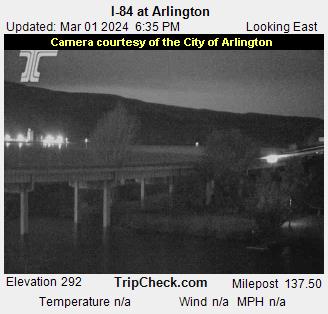 I-84 at Arlington
Updated: Mar 01 2024 6:35 PM Looking East
Camera courtesy of the City of Arlington
Elevation 292 TripCheck.com Milepost 137.50
Temperature n/a Wind n/a MPH n/a